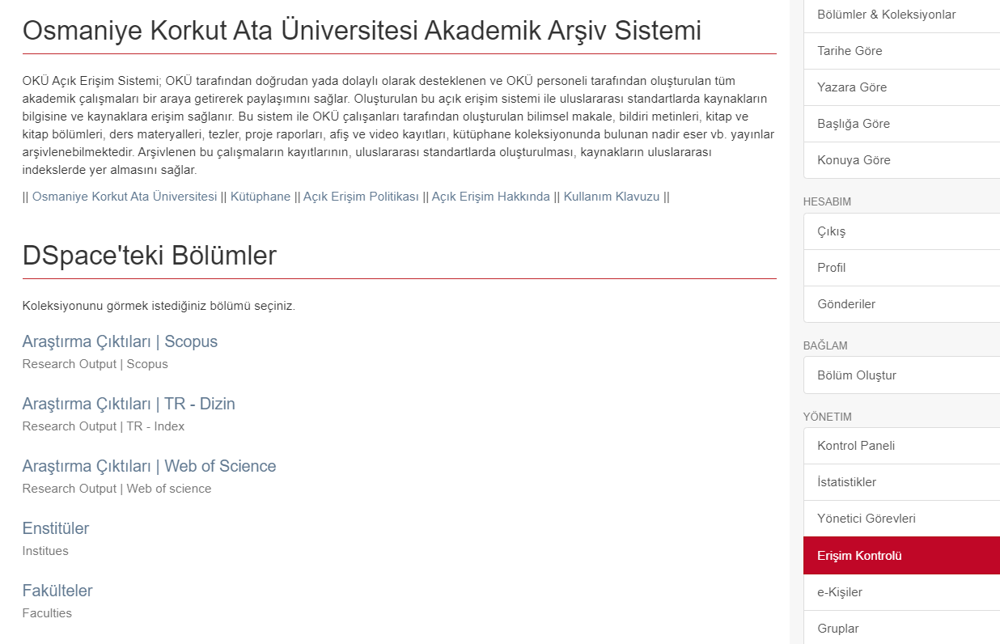 Osmaniye Korkut Ata Üniversitesi Akademik Arşiv Sistemi
OKÜ Açık Erişim Sistemi; OKÜ tarafından doğrudan yada dolaylı olarak desteklenen ve OKÜ personeli tarafından oluşturulan tüm
akademik çalışmaları bir araya getirerek paylaşımını sağlar. Oluşturulan bu açık erişim sistemi ile uluslararası standartlarda kaynakların
bilgisine ve kaynaklara erişim sağlanır. Bu sistem ile OKÜ çalışanları tarafından oluşturulan bilimsel makale, bildiri metinleri, kitap ve
kitap bölümleri, ders materyalleri, tezler, proje raporları, afiş ve video kayıtları, kütüphane koleksiyonunda bulunan nadir eser vb. yayınlar
arşivlenebilmektedir. Arşivlenen bu çalışmaların kayıtlarının, uluslararası standartlarda oluşturulması, kaynakların uluslararası
indekslerde yer almasını sağlar.
|| Osmaniye Korkut Ata Üniversitesi || Kütüphane || Açık Erişim Politikası || Açık Erişim Hakkında || Kullanım Klavuzu ||
DSpace'teki Bölümler
Koleksiyonunu görmek istediğiniz bölümü seçiniz.
Araştırma Çıktıları | Scopus
Research Output | Scopus
Araştırma Çıktıları | TR - Dizin
Research Output | TR - Index
Araştırma Çıktıları | Web of Science
Research Output | Web of science
Enstitüler
Institues
Fakülteler
Faculties
Bölümler & Koleksiyonlar
Tarihe Göre
Yazara Göre
Başlığa Göre
Konuya Göre
HESABIM
Çıkış
Profil
Gönderiler
BAĞLAM
Bölüm Oluştur
YÖNETIM
Kontrol Paneli
İstatistikler
Yönetici Görevleri
Erişim Kontrolü
e-Kişiler
Gruplar